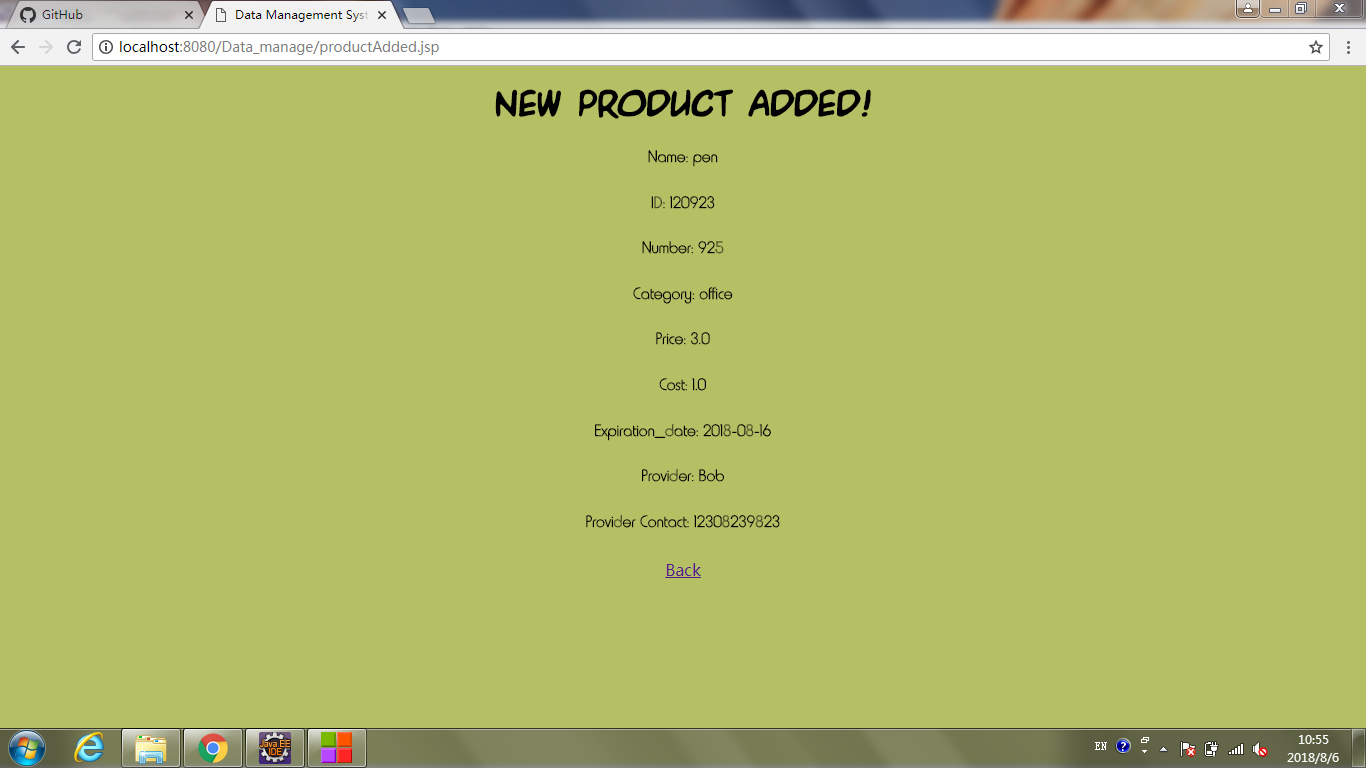 GitHub
Data Management Syst
localhost:8080/Data_manage/productAdded.jsp
NEW PRODUCT ADDED!
Name: pen
ID: 120923
Number: 925
Category: office
Price: 3.0
Cost: 1.0
Expiration_date: 2018-08-16
Provider: Bob
Provider Contact: 12308239823
Back
Java EE
IDE
EN
10:55
2018/8/6